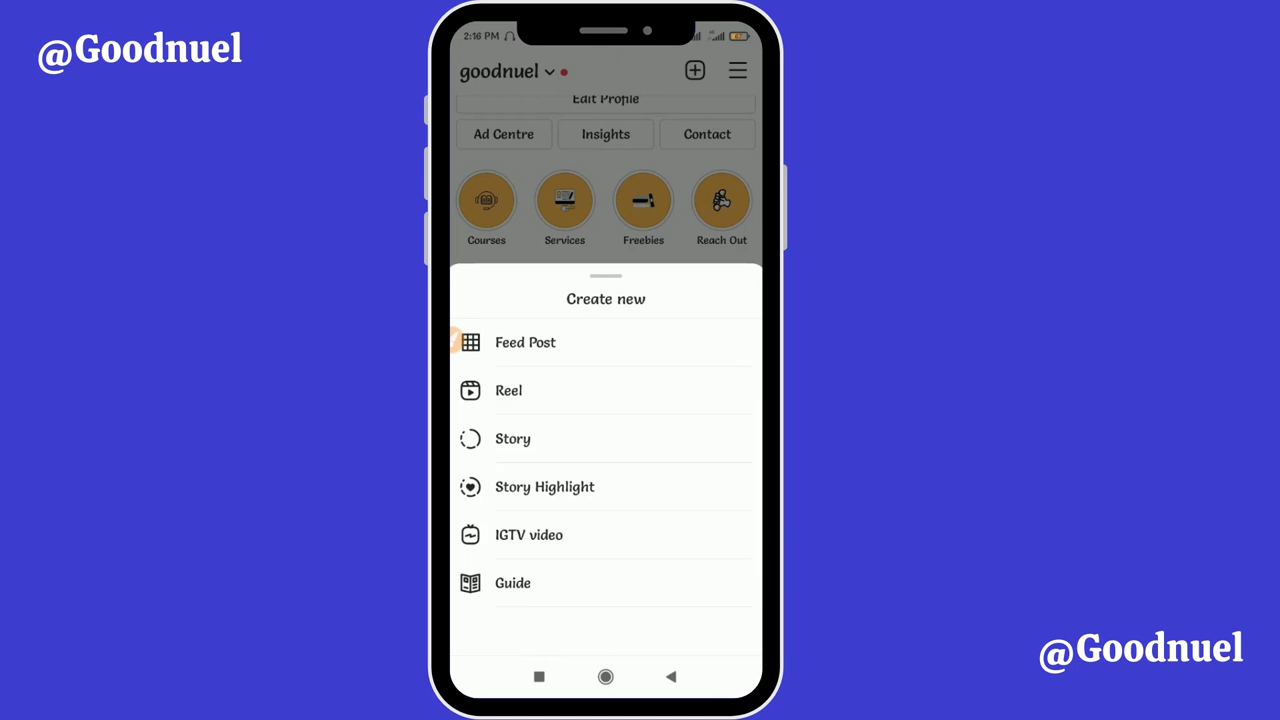 @Goodnuel
2:16 PM
67
goodnuel
Edit Profile
Ad Centre
Insights
Contact
Courses
Services
Freebies
Reach Out
Create new
Feed Post
Reel
Story
Story Highlight
IGTV video
Guide
@Goodnuel